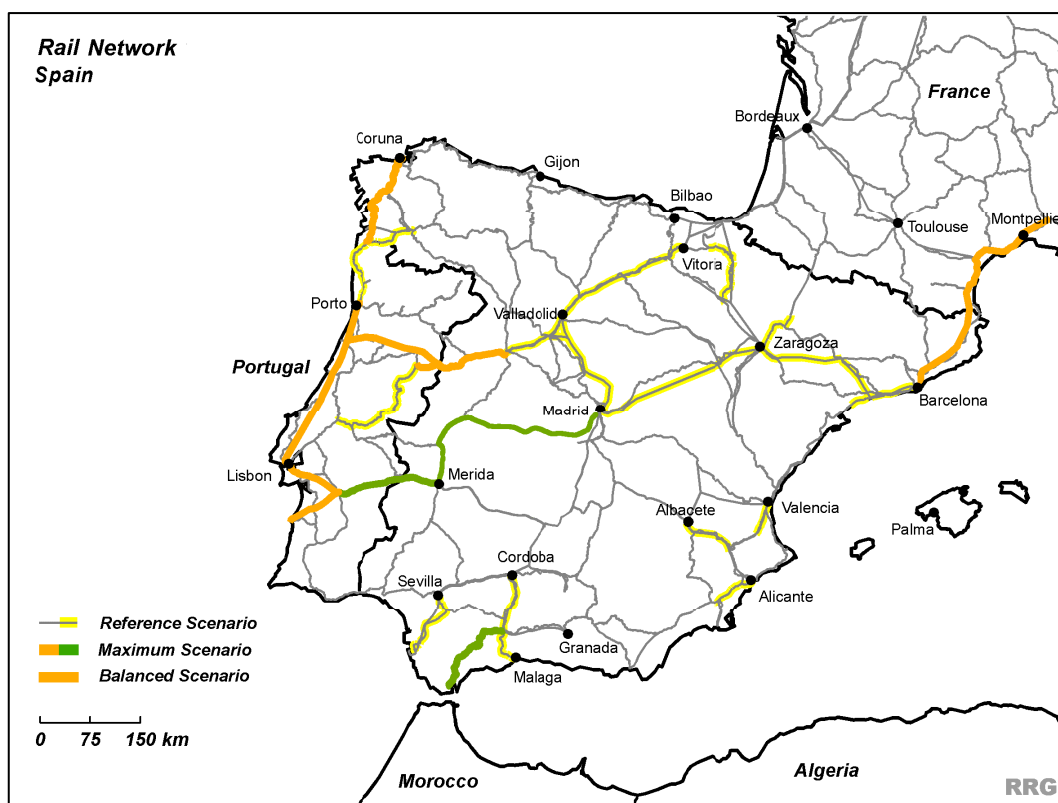 Rail Network
Spain
France
Bordeaux
Coruna
Gijon
Bilbao
Toulouse
Montpellie
Vitora
Porto
Valladolid
Zaragoza
Portugal
Barcelona
Madrid
Lisbon
Merida
Albacete
Valencia
Palma
Cordoba
Sevilla
Alicante
Reference Scenario
Granada
Maximum Scenario
Malaga
Balanced Scenario
0 75 150 km
Morocco
Algeria
RRG